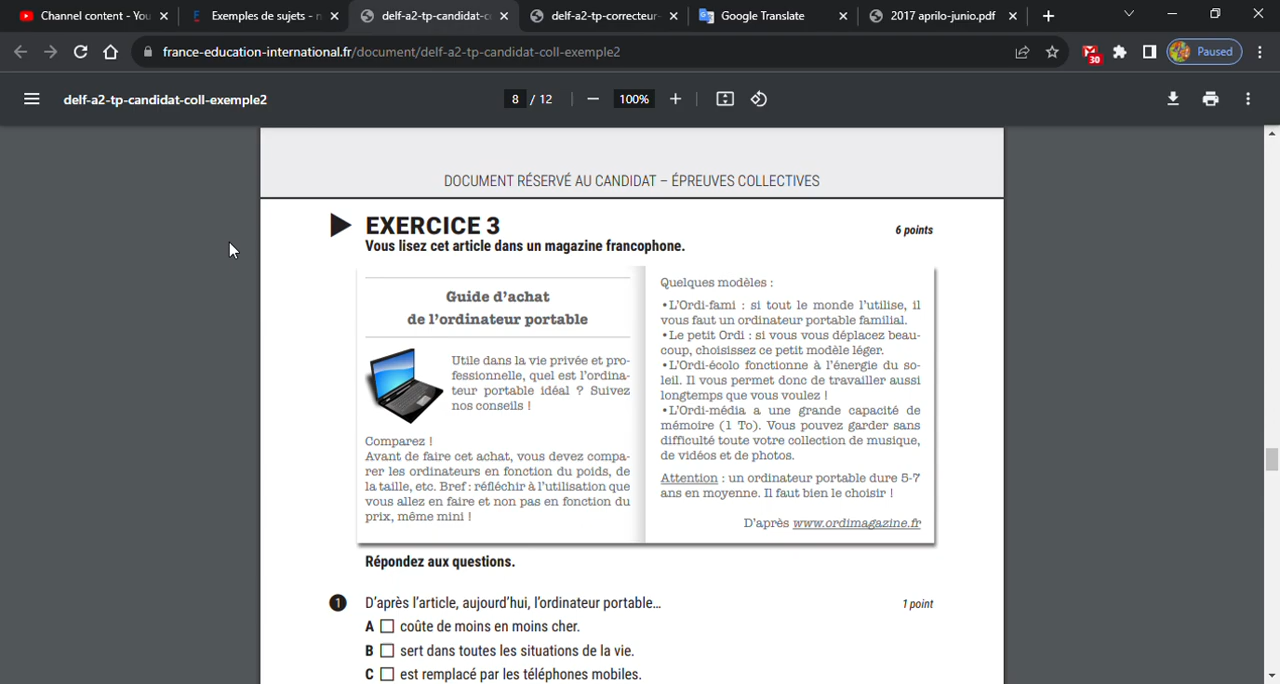 Channel content - You
Exemples de sujets - n
delf-a2-tp-candidat-co
delf-a2-tp-correcteur-
Google Translate
2017 aprilo-junio.pdf
france-education-international.fr/document/delf-a2-tp-candidat-coll-exemple2
30
Paused
delf-a2-tp-candidat-coll-exemple2
8 / 12
100%
DOCUMENT RÉSERVÉ AU CANDIDAT – ÉPREUVES COLLECTIVES
EXERCICE 3
6 points
Vous lisez cet article dans un magazine francophone.
Guide d'achat
de l'ordinateur portable
Utile dans la vie privée et pro-
fessionnelle, quel est l'ordina-
teur portable idéal ? Suivez
nos conseils !
Comparez !
Avant de faire cet achat, vous devez compa-
rer les ordinateurs en fonction du poids, de
la taille, etc. Bref : réfléchir à l'utilisation que
vous allez en faire et non pas en fonction du
prix, même mini !
Quelques modèles :
•L'Ordi-fami : si tout le monde l'utilise, il
vous faut un ordinateur portable familial.
•Le petit Ordi : si vous vous déplacez beau-
coup, choisissez ce petit modèle léger.
•L'Ordi-écolo fonctionne à l'énergie du so-
leil. Il vous permet donc de travailler aussi
longtemps que vous voulez !
•L'Ordi-média a une grande capacité de
mémoire (1 To). Vous pouvez garder sans
difficulté toute votre collection de musique,
de vidéos et de photos.
Attention : un ordinateur portable dure 5-7
ans en moyenne. Il faut bien le choisir !
D'après www.ordimagazine.fr
Répondez aux questions.
1 D'après l'article, aujourd'hui, l'ordinateur portable...
1 point
A coûte de moins en moins cher.
B sert dans toutes les situations de la vie.
C est remplacé par les téléphones mobiles.